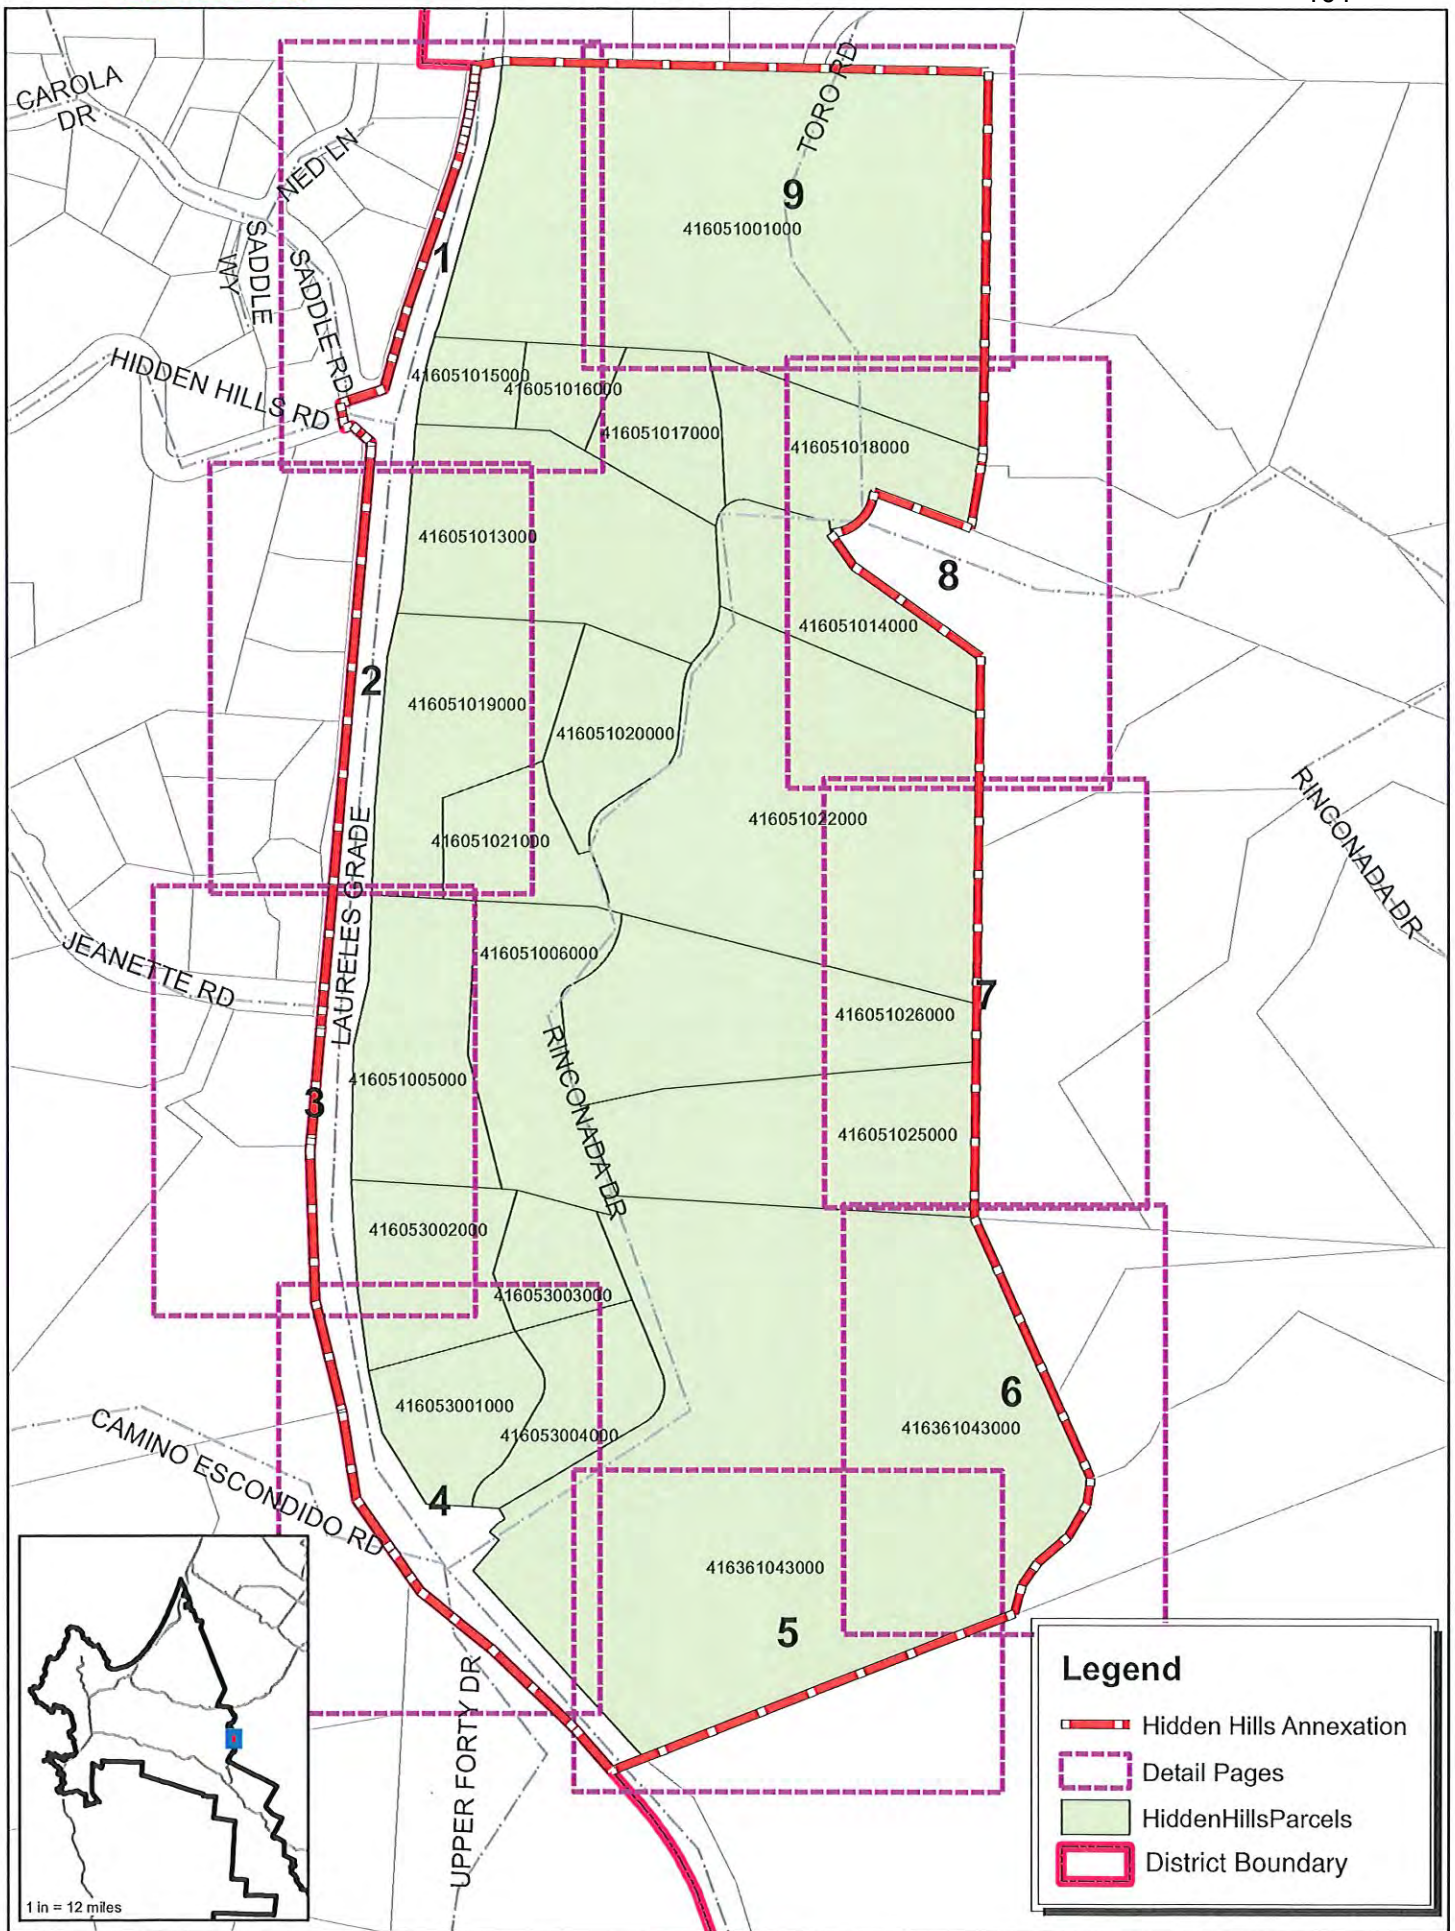 CAROLA
DR
NED LN
TORO RD
9
416051001000
SADDLE
WY
SADDLE RD
1
HIDDEN HILLS RD
416051015000
416051016000
416051017000
416051018000
416051013000
8
416051014000
2
416051019000
416051020000
416051022000
416051021000
RINCONADA DR
LAURELES GRADE
JEANETTE RD
416051006000
7
416051026000
416051005000
3
RINCONADA DR
416051025000
416053002000
416053003000
6
416053001000
416053004000
416361043000
CAMINO ESCONDIDO RD
4
416361043000
5
UPPER FORTY DR
1 in = 12 miles
Legend
Hidden Hills Annexation
Detail Pages
HiddenHillsParcels
District Boundary